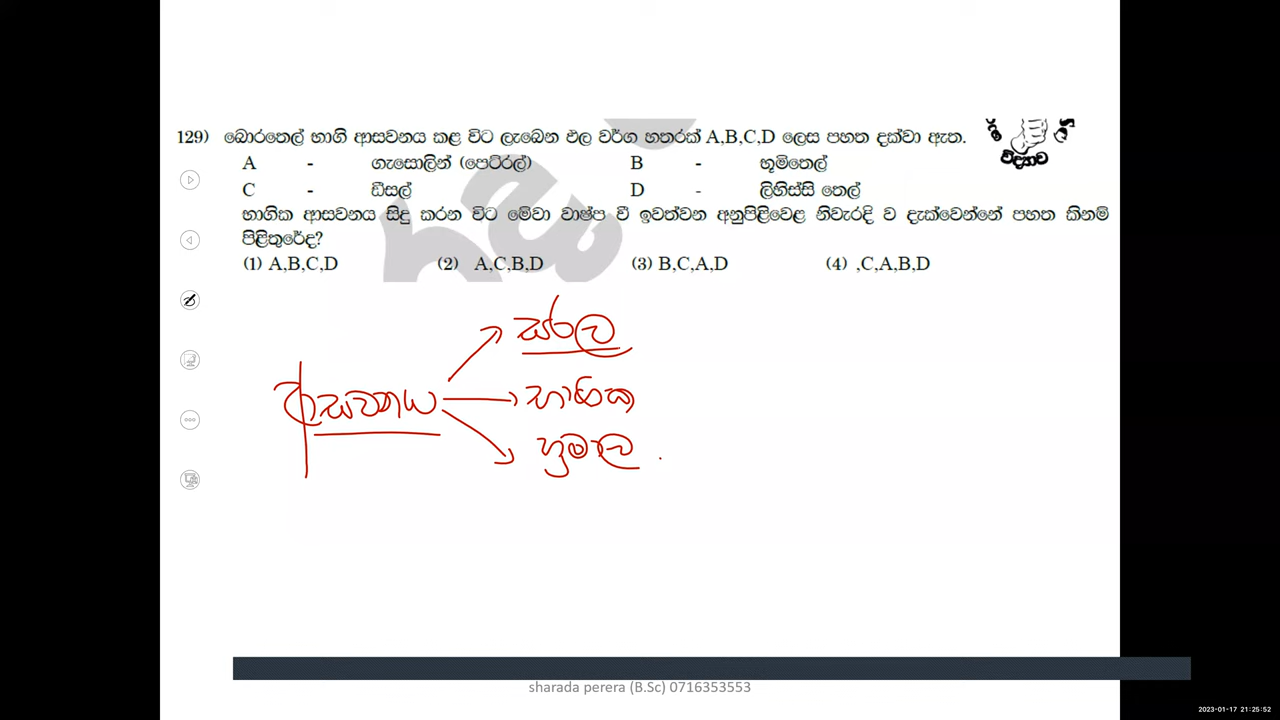 129) බොරතෙල් භාගි ආසවනය කළ විට ලැබෙන ඵල වර්ග හතරක් A,B,C,D ලෙස පහත දක්වා ඇත.
A - ගැසොලින් (පෙට්රල්) B - භූමිතෙල්
C - ඩීසල් D - ලිහිස්සි තෙල්
භාගික ආසවනය සිදු කරන විට මේවා වාෂ්ප වී ඉවත්වන අනුපිළිවෙළ නිවැරදි ව දැක්වෙන්නේ පහත කිනම්
පිළිතුරේද?
(1) A,B,C,D (2) A,C,B,D (3) B,C,A,D (4) ,C,A,B,D
විද්‍යාව
සරල
ආසවනය භාගික
හුමාල
sharada perera (B.Sc) 0716353553
2023-01-17 21:25:52